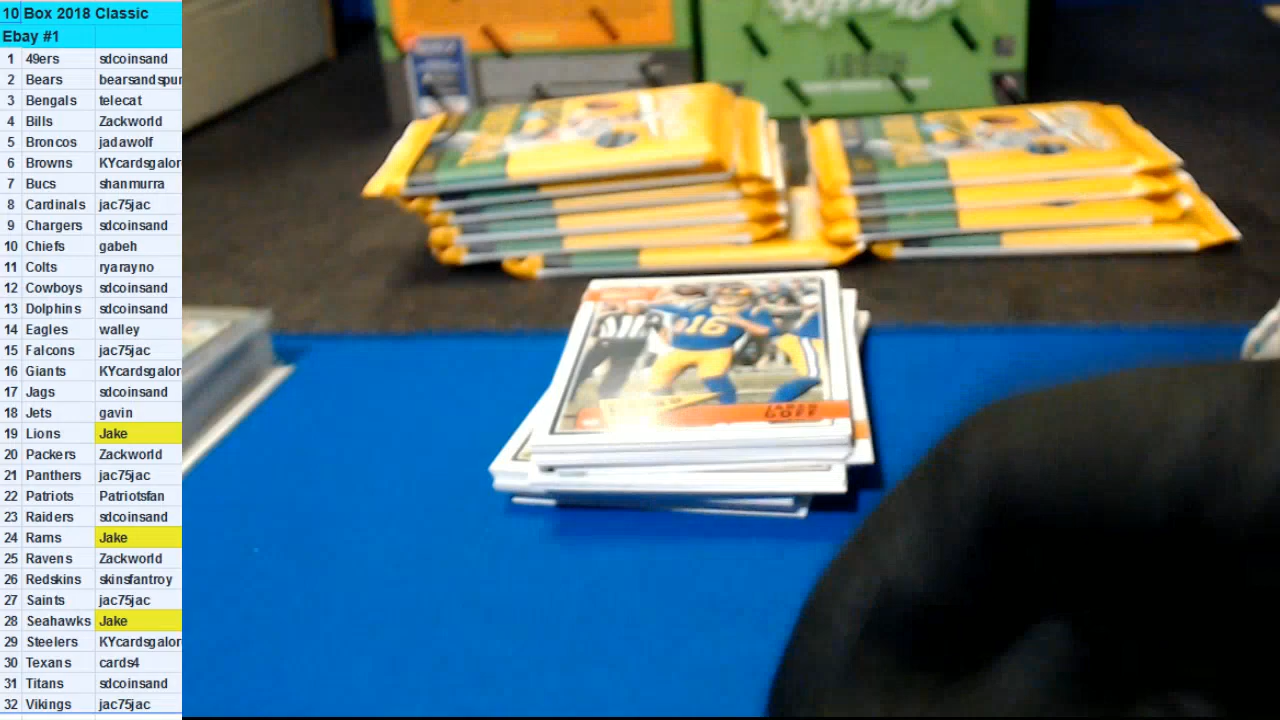 10 Box 2018 Classic
Ebay #1
1 49ers sdcoinsand
2 Bears bearsandspur
3 Bengals telecat
4 Bills Zackworld
5 Broncos jadawolf
6 Browns KYcardsgalor
7 Bucs shanmurra
8 Cardinals jac75jac
9 Chargers sdcoinsand
10 Chiefs gabeh
11 Colts ryarayno
12 Cowboys sdcoinsand
13 Dolphins sdcoinsand
14 Eagles walley
15 Falcons jac75jac
16 Giants KYcardsgalor
17 Jags sdcoinsand
18 Jets gavin
19 Lions Jake
20 Packers Zackworld
21 Panthers jac75jac
22 Patriots Patriotsfan
23 Raiders sdcoinsand
24 Rams Jake
25 Ravens Zackworld
26 Redskins skinsfantroy
27 Saints jac75jac
28 Seahawks Jake
29 Steelers KYcardsgalor
30 Texans cards4
31 Titans sdcoinsand
32 Vikings jac75jac
16
JARED
GOFF